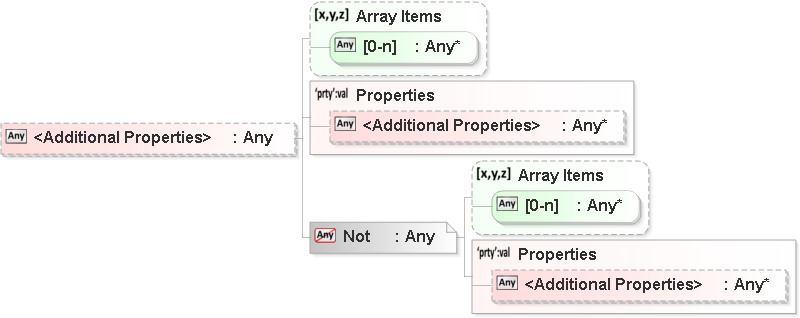 [x,y,z] Array Items
Any [0-n] : Any*
'prty':val Properties
Any <Additional Properties> : Any*
Any <Additional Properties> : Any
[x,y,z] Array Items
Any [0-n] : Any*
Any Not : Any
'prty':val Properties
Any <Additional Properties> : Any*